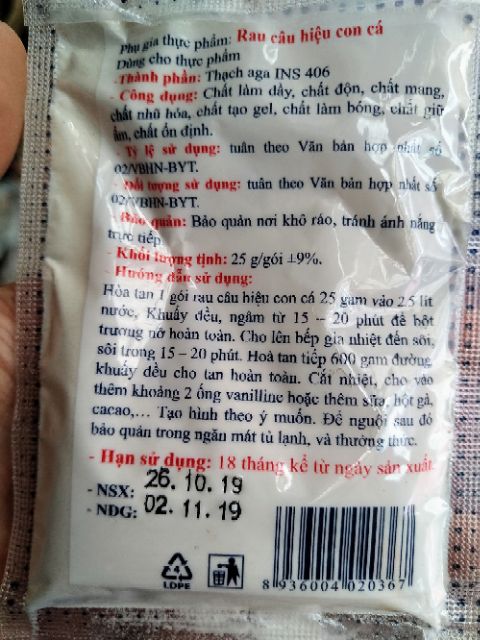 Phụ gia thực phẩm: Rau câu hiệu con cá
Dùng cho thực phẩm
- Thành phần: Thạch aga INS 406
- Công dụng: Chất làm dầy, chất độn, chất mang,
chất nhũ hóa, chất tạo gel, chất làm bóng, chất giữ
ẩm, chất ổn định.
- Tỷ lệ sử dụng: tuân theo Văn bản hợp nhất số
02/VBHN-BYT.
- Đối tượng sử dụng: tuân theo Văn bản hợp nhất số
02/VBHN-BYT.
- Bảo quản: Bảo quản nơi khô ráo, tránh ánh nắng
trực tiếp.
- Khối lượng tịnh: 25 g/gói ±9%.
- Hướng dẫn sử dụng:
Hòa tan 1 gói rau câu hiệu con cá 25 gam vào 2.5 lít
nước, Khuấy đều, ngâm từ 15 – 20 phút để bột
trương nở hoàn toàn. Cho lên bếp gia nhiệt đến sôi,
sôi trong 15 – 20 phút. Hoà tan tiếp 600 gam đường
khuấy đều cho tan hoàn toàn. Cất nhiệt, cho vào
thêm khoảng 2 ống vanilline hoặc thêm sữa, hột gà,
cacao,... Tạo hình theo ý muốn. Để nguội sau đó
bảo quản trong ngăn mát tủ lạnh, và thưởng thức.
- Hạn sử dụng: 18 tháng kể từ ngày sản xuất.
- NSX: 26. 10. 19
- NDG: 02. 11. 19
4
LDPE
8 936004 020367